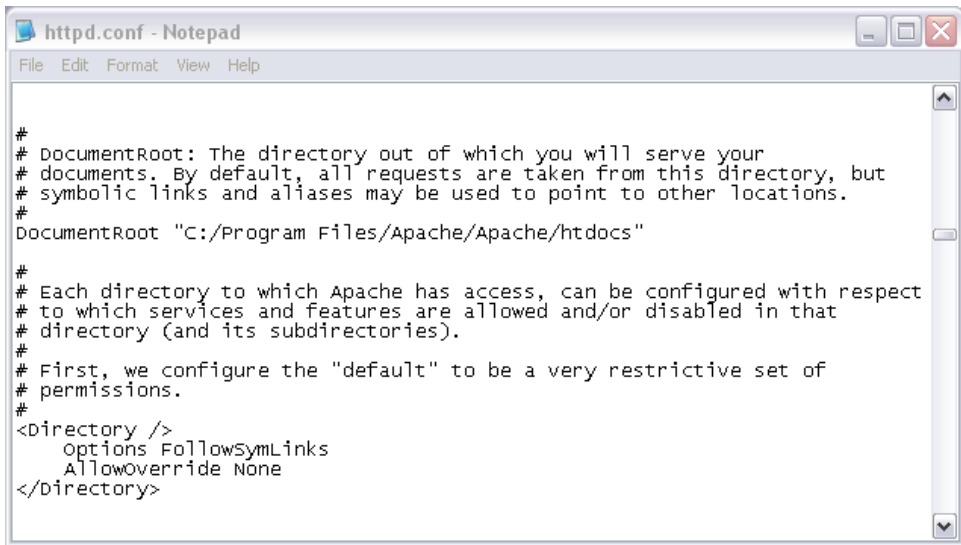 httpd.conf - Notepad
File Edit Format View Help
#
# DocumentRoot: The directory out of which you will serve your
# documents. By default, all requests are taken from this directory, but
# symbolic links and aliases may be used to point to other locations.
#
DocumentRoot "C:/Program Files/Apache/Apache/htdocs"
#
# Each directory to which Apache has access, can be configured with respect
# to which services and features are allowed and/or disabled in that
# directory (and its subdirectories).
#
# First, we configure the "default" to be a very restrictive set of
# permissions.
#
<Directory />
    Options FollowSymLinks
    AllowOverride None
</Directory>